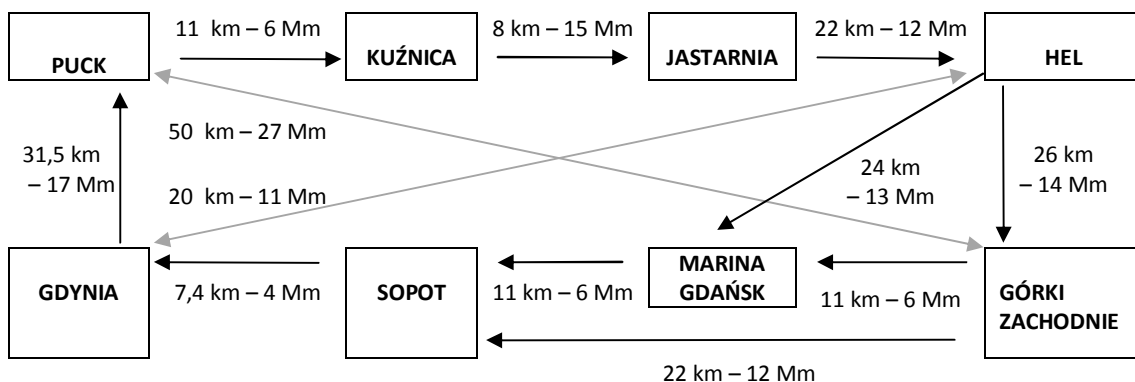 11 km – 6 Mm
8 km – 15 Mm
22 km – 12 Mm
PUCK
KUŹNICA
JASTARNIA
HEL
31,5 km
– 17 Mm
50 km – 27 Mm
20 km – 11 Mm
24 km
– 13 Mm
26 km
– 14 Mm
GDYNIA
7,4 km – 4 Mm
SOPOT
11 km – 6 Mm
MARINA
GDAŃSK
11 km – 6 Mm
GÓRKI
ZACHODNIE
22 km – 12 Mm